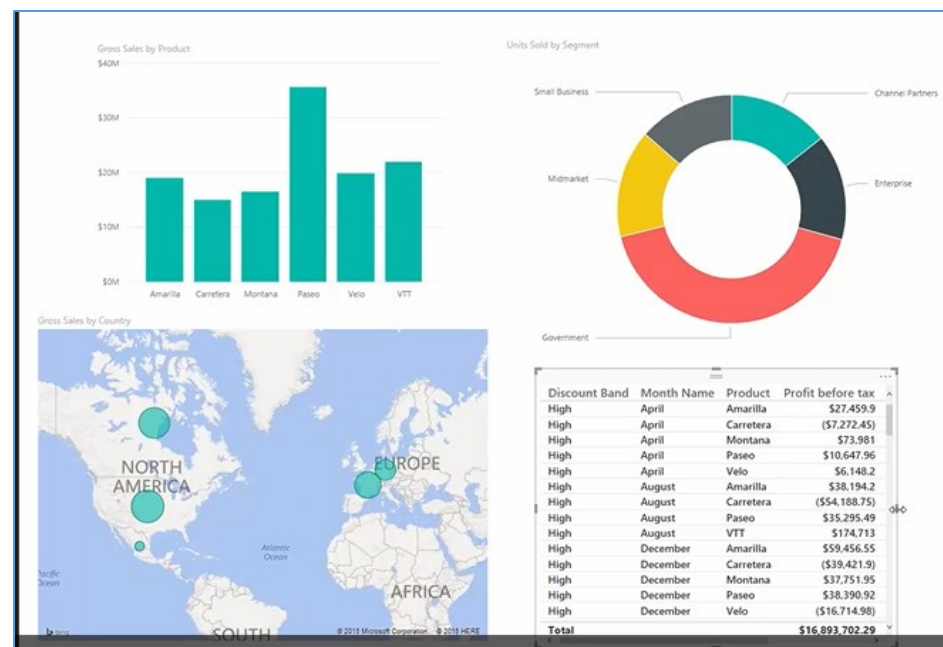 Gross Sales by Product
$40M
$30M
$20M
$10M
$0M
Amarilla Carretera Montana Paseo Velo VTT
Units Sold by Segment
Small Business
Channel Partners
Midmarket
Enterprise
Government
Gross Sales by Country
NORTH
AMERICA
EUROPE
Atlantic
Ocean
Pacific
Ocean
AFRICA
SOUTH
bing
© 2015 Microsoft Corporation © 2015 HERE
Discount Band Month Name Product Profit before tax
High April Amarilla $27,459.9
High April Carretera ($7,272.45)
High April Montana $73,981
High April Paseo $10,647.96
High April Velo $6,148.2
High August Amarilla $38,194.2
High August Carretera ($54,188.75)
High August Paseo $35,295.49
High August VTT $174,713
High December Amarilla $59,456.55
High December Carretera ($39,421.9)
High December Montana $37,751.95
High December Paseo $38,390.92
High December Velo ($16,714.98)
Total $16,893,702.29